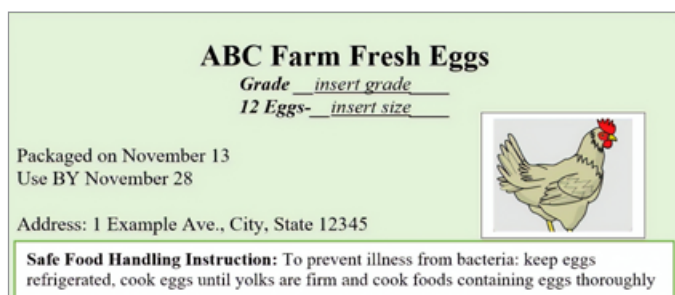 ABC Farm Fresh Eggs
Grade __insert grade____
12 Eggs-__insert size____
Packaged on November 13
Use BY November 28
Address: 1 Example Ave., City, State 12345
Safe Food Handling Instruction: To prevent illness from bacteria: keep eggs
refrigerated, cook eggs until yolks are firm and cook foods containing eggs thoroughly